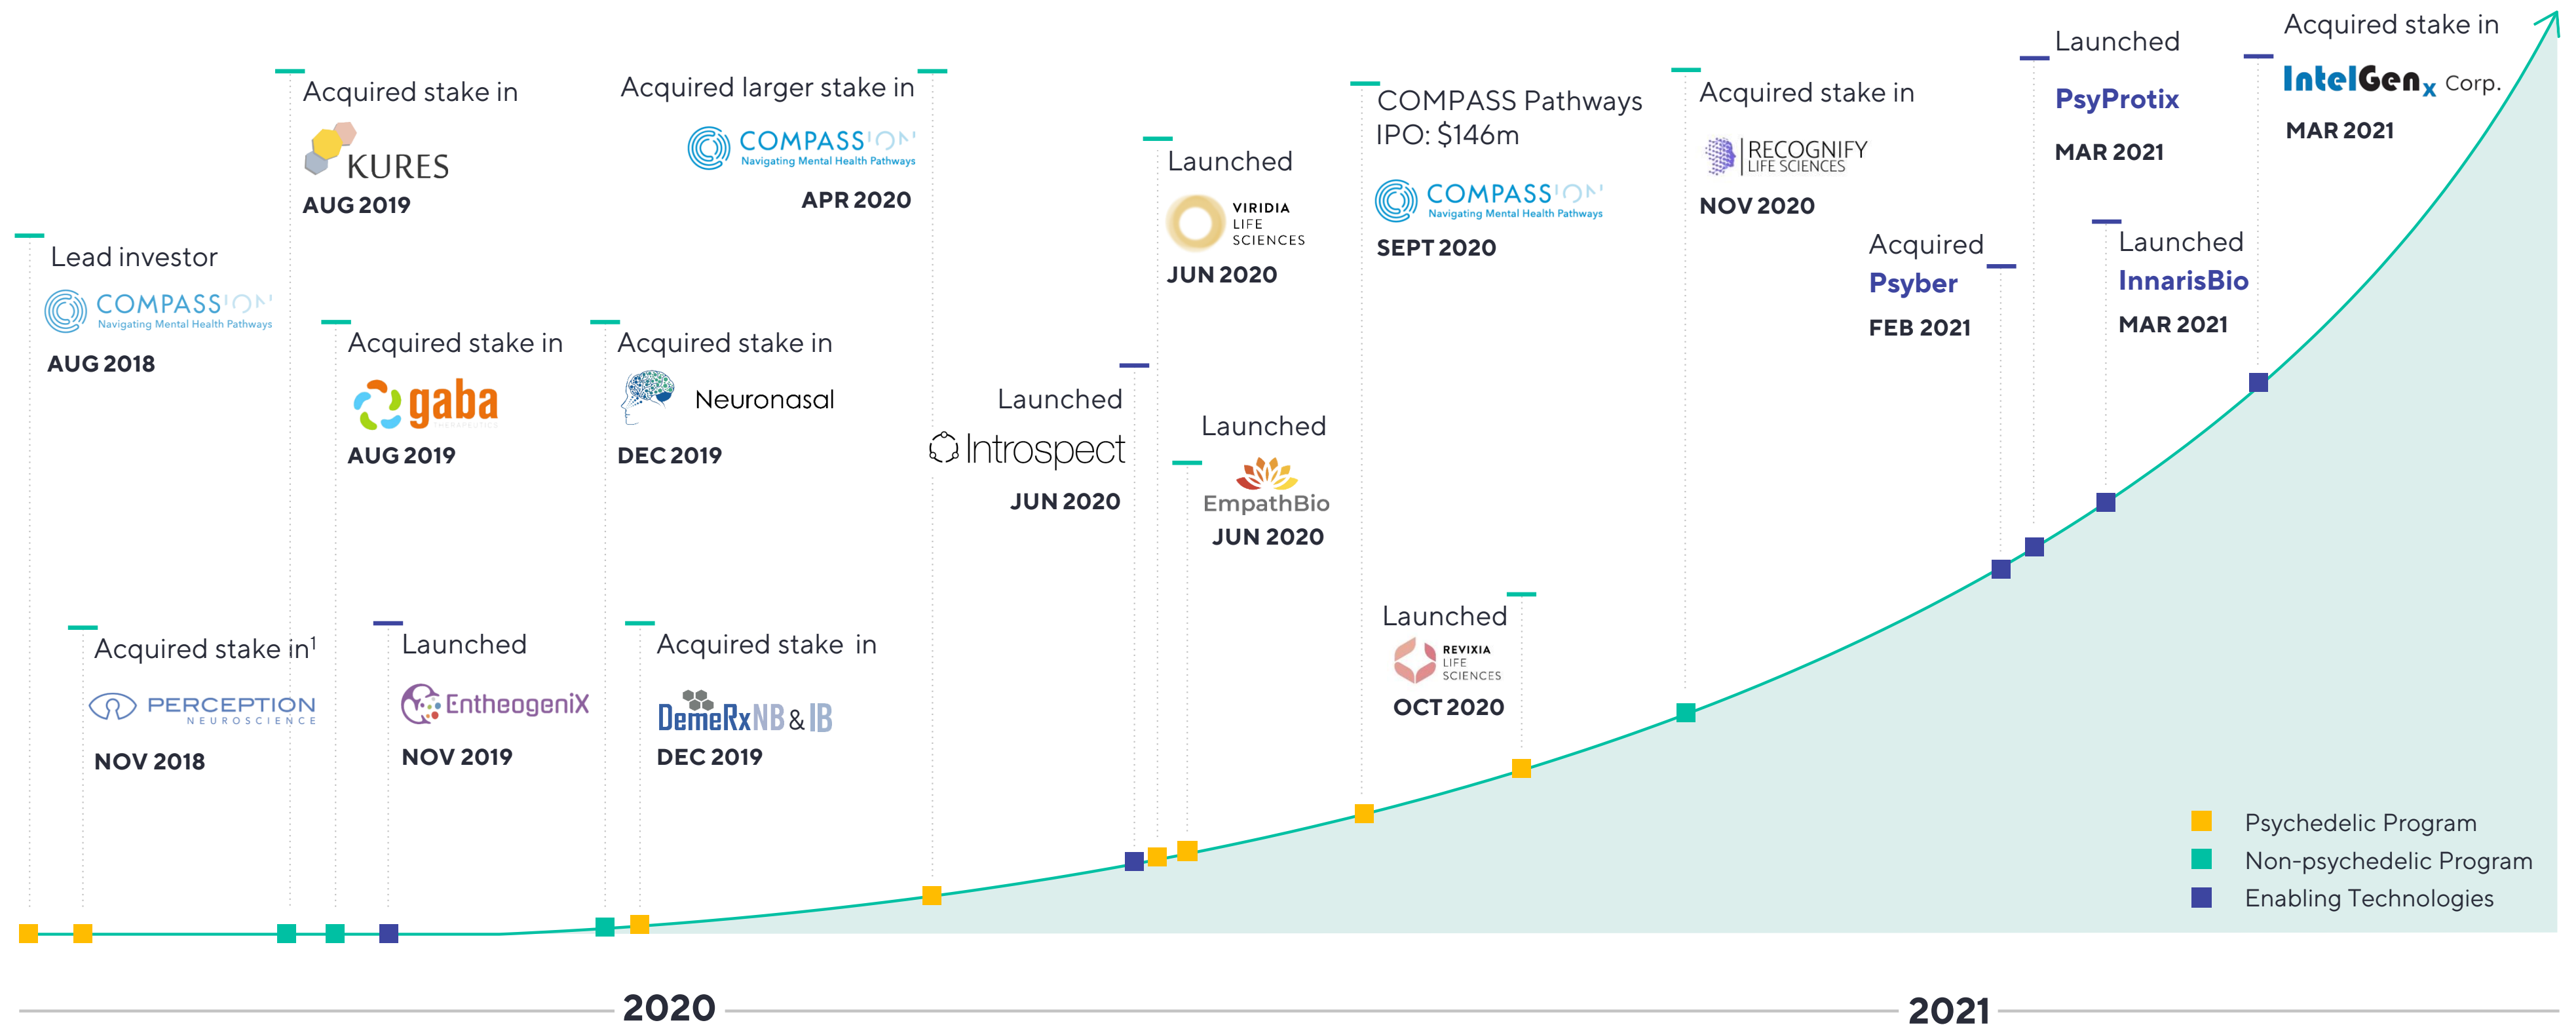 Lead investor
COMPASSION
Navigating Mental Health Pathways
AUG 2018
Acquired stake in¹
PERCEPTION
NEUROSCIENCE
NOV 2018
Acquired stake in
KURES
AUG 2019
Acquired stake in
gaba
THERAPEUTICS
AUG 2019
Launched
EntheogeniX
NOV 2019
Acquired stake in
Neuronasal
DEC 2019
Acquired stake in
DemeRxNB & IB
DEC 2019
Acquired larger stake in
COMPASSION
Navigating Mental Health Pathways
APR 2020
Launched
Introspect
JUN 2020
Launched
VIRIDIA
LIFE
SCIENCES
JUN 2020
Launched
EmpathBio
JUN 2020
COMPASS Pathways
IPO: $146m
COMPASSION
Navigating Mental Health Pathways
SEPT 2020
Launched
REVIXIA
LIFE
SCIENCES
OCT 2020
Acquired stake in
RECOGNIFY
LIFE SCIENCES
NOV 2020
Acquired
Psyber
FEB 2021
Launched
PsyProtix
MAR 2021
Launched
InnarisBio
MAR 2021
Acquired stake in
IntelGenx Corp.
MAR 2021
Psychedelic Program
Non-psychedelic Program
Enabling Technologies
2020
2021